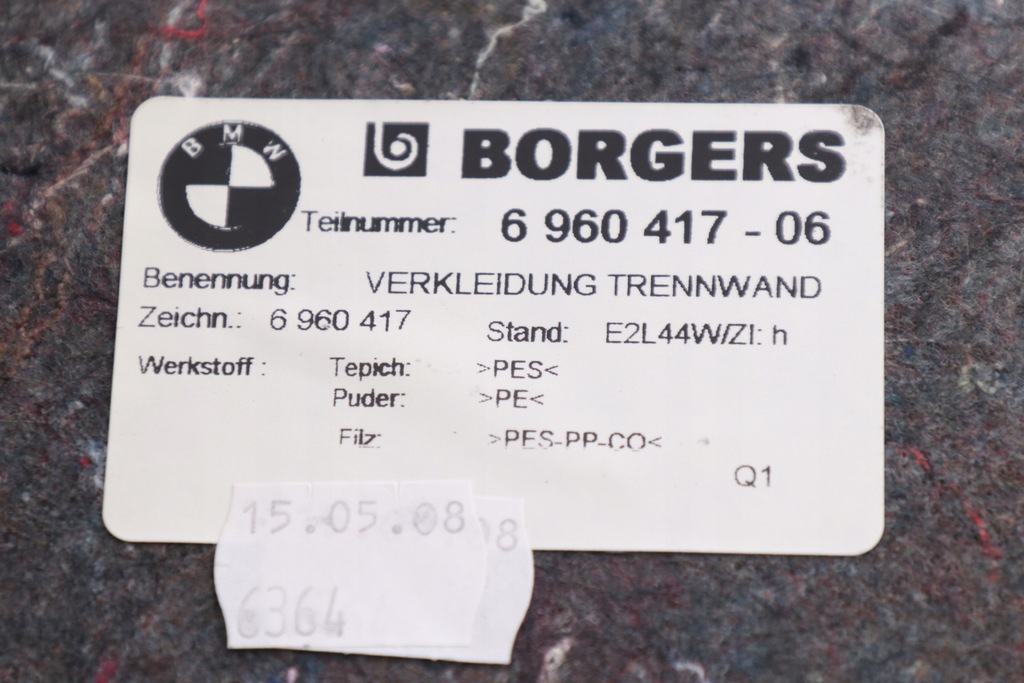 BMW
BORGERS
Teilnummer: 6 960 417 - 06
Benennung: VERKLEIDUNG TRENNWAND
Zeichn.: 6 960 417 Stand: E2L44W/ZI: h
Werkstoff : Tepich: >PES<
Puder: >PE<
Filz: >PES-PP-CO<
Q1
15.05.08
08
6364